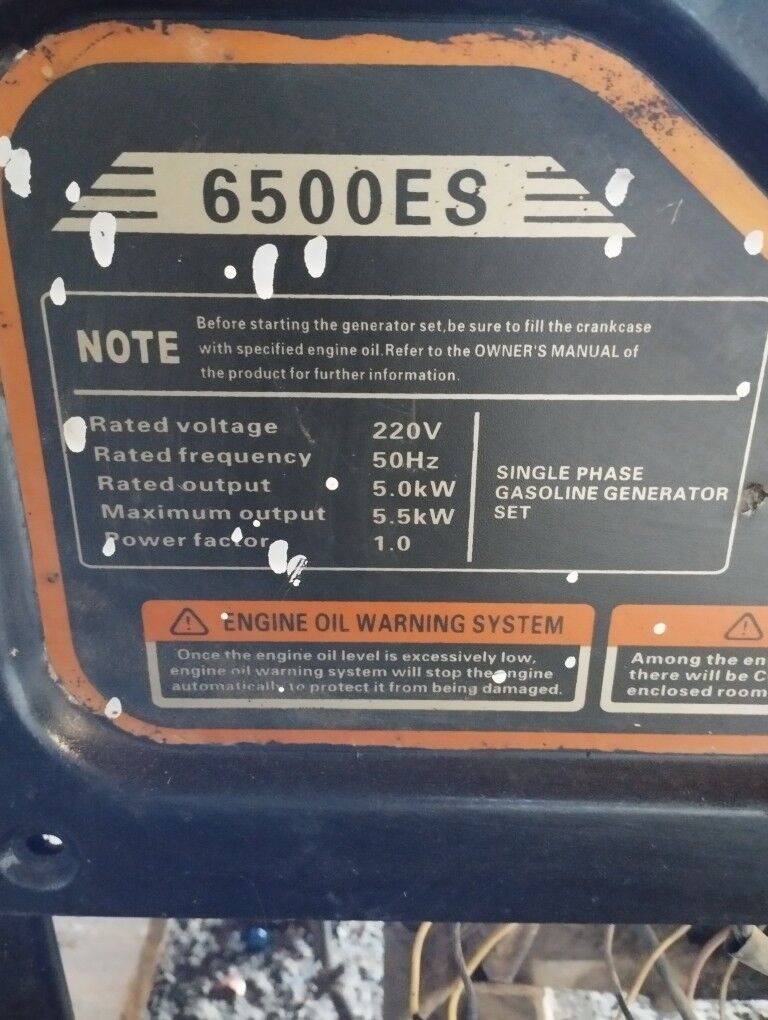 6500ES
NOTE
Before starting the generator set,be sure to fill the crankcase
with specified engine oil.Refer to the OWNER'S MANUAL of
the product for further information.
Rated voltage 220V
Rated frequency 50Hz
Rated output 5.0kW
Maximum output 5.5kW
Power factor 1.0
SINGLE PHASE
GASOLINE GENERATOR
SET
ENGINE OIL WARNING SYSTEM
Once the engine oil level is excessively low,
engine oil warning system will stop the engine
automatically to protect it from being damaged.
Among the en
there will be C
enclosed room